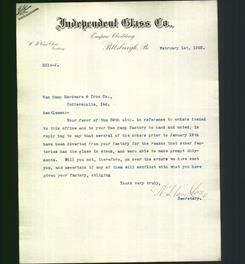 Independent Glass Co.,
Empire Building
Pittsburgh, Pa. February 1st, 1902.
Van Camp Hardware & Iron Co.,
Indianapolis, Ind.
Gentlemen:-
Your favor of the 29th ulto. in reference to orders issued
to this office and to your Van Camp factory to hand and noted; in
reply beg to say that several of the orders prior to January 18th
have been diverted from your factory for the reason that other fac-
tories had the glass in stock, and were able to make prompt ship-
ments. Will you not, therefore, go over the orders we have sent
you, and ascertain if any of them will conflict with what you have
given your factory, obliging
Yours very truly,
Secretary.